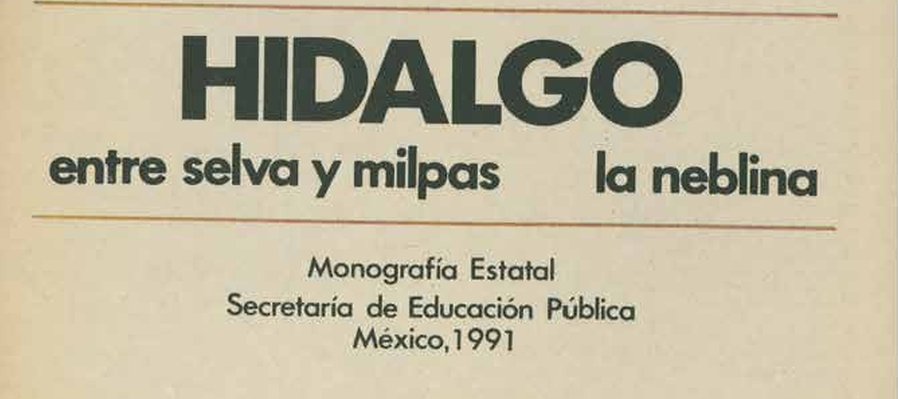 HIDALGO
entre selva y milpas la neblina
Monografía Estatal
Secretaría de Educación Pública
México,1991